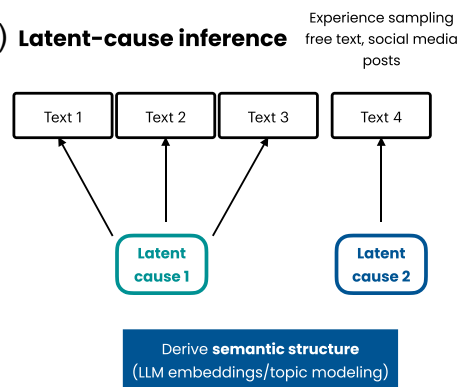 ) Latent-cause inference
Experience sampling
free text, social media
posts
Text 1
Text 2
Text 3
Text 4
Latent
cause 1
Latent
cause 2
Derive semantic structure
(LLM embeddings/topic modeling)